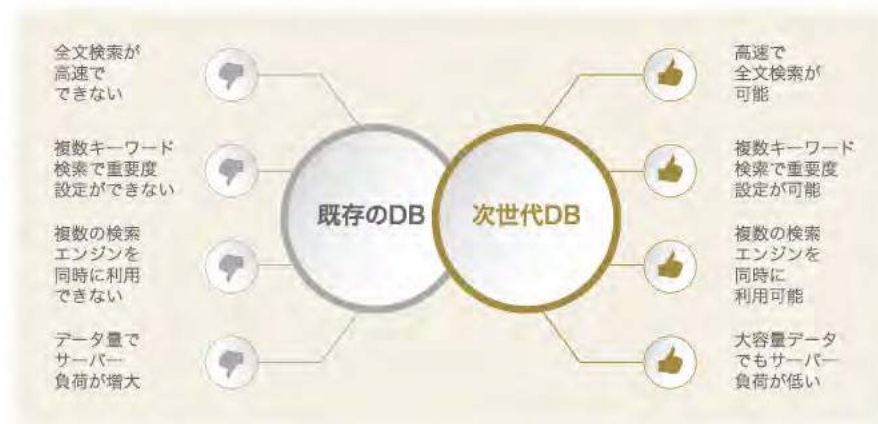 全文検索が
高速で
できない
複数キーワード
検索で重要度
設定ができない
複数の検索
エンジンを
同時に利用
できない
データ量で
サーバー
負荷が増大
既存のDB
次世代DB
高速で
全文検索が
可能
複数キーワード
検索で重要度
設定が可能
複数の検索
エンジンを
同時に
利用可能
大容量データ
でもサーバー
負荷が低い